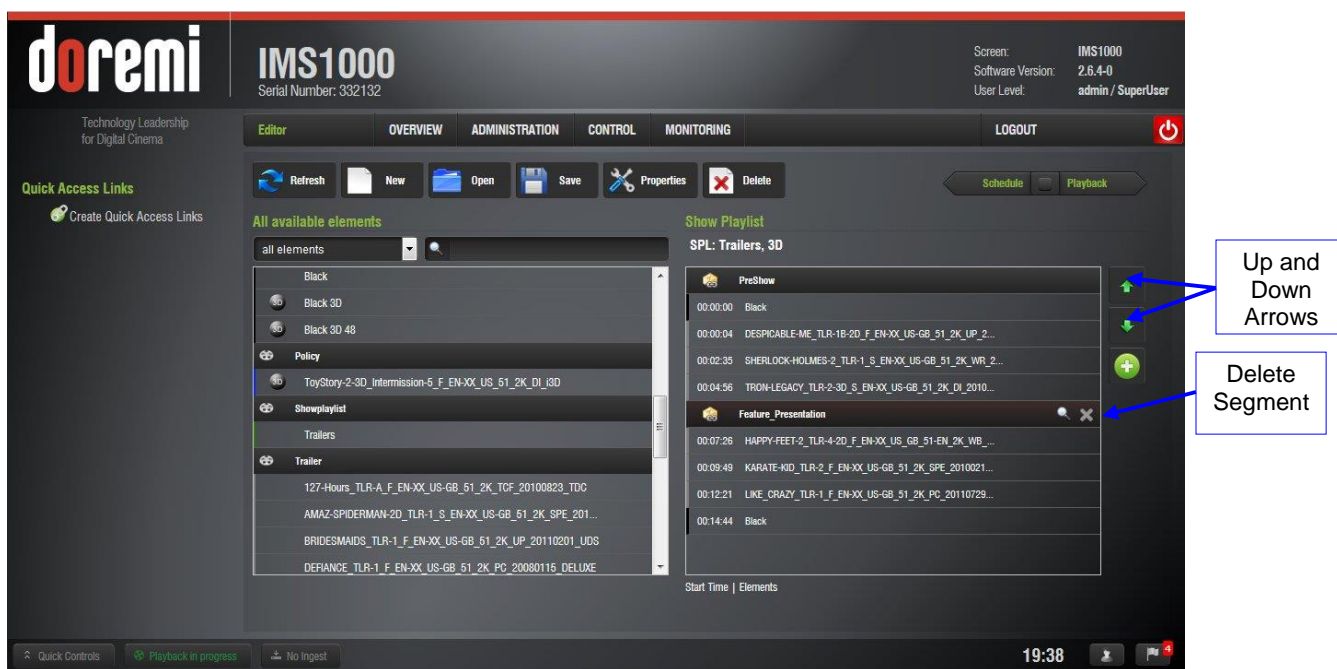 doremi
Technology Leadership
for Digital Cinema
IMS1000
Serial Number: 332132
Screen: IMS1000
Software Version: 2.6.4-0
User Level: admin / SuperUser
Editor OVERVIEW ADMINISTRATION CONTROL MONITORING LOGOUT
Quick Access Links
Create Quick Access Links
Refresh New Open Save Properties Delete
Schedule Playback
All available elements
all elements
Black
3D Black 3D
3D Black 3D 48
Policy
3D ToyStory-2-3D_Intermission-5_F_EN-XX_US_51_2K_DI_i3D
Showplaylist
Trailers
Trailer
127-Hours_TLR-A_F_EN-XX_US-GB_51_2K_TCF_20100823_TDC
AMAZ-SPIDERMAN-2D_TLR-1_S_EN-XX_US-GB_51_2K_SPE_201...
BRIDESMAIDS_TLR-1_F_EN-XX_US-GB_51_2K_UP_20110201_UDS
DEFIANCE_TLR-1_F_EN-XX_US-GB_51_2K_PC_20080115_DELUXE
Show Playlist
SPL: Trailers, 3D
PreShow
00:00:00 Black
00:00:04 DESPICABLE-ME_TLR-1B-2D_F_EN-XX_US-GB_51_2K_UP_2...
00:02:35 SHERLOCK-HOLMES-2_TLR-1_S_EN-XX_US-GB_51_2K_WR_2...
00:04:56 TRON-LEGACY_TLR-2-3D_S_EN-XX_US-GB_51_2K_DI_2010...
Feature_Presentation
00:07:26 HAPPY-FEET-2_TLR-4-2D_F_EN-XX_US_GB_51-EN_2K_WB_...
00:09:49 KARATE-KID_TLR-2_F_EN-XX_US-GB_51_2K_SPE_2010021...
00:12:21 LIKE_CRAZY_TLR-1_F_EN-XX_US-GB_51_2K_PC_20110729...
00:14:44 Black
Start Time | Elements
Up and
Down
Arrows
Delete
Segment
Quick Controls Playback in progress No Ingest 19:38 4